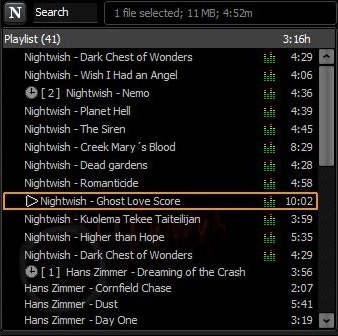 N Search 1 file selected; 11 MB; 4:52m
Playlist (41) 3:16h
Nightwish - Dark Chest of Wonders 4:29
Nightwish - Wish I Had an Angel 4:06
[ 2 ] Nightwish - Nemo 4:36
Nightwish - Planet Hell 4:39
Nightwish - The Siren 4:45
Nightwish - Creek Mary´s Blood 8:29
Nightwish - Dead gardens 4:28
Nightwish - Romanticide 4:58
Nightwish - Ghost Love Score 10:02
Nightwish - Kuolema Tekee Taiteilijan 3:59
Nightwish - Higher than Hope 5:35
Nightwish - Dark Chest of Wonders 4:29
[ 1 ] Hans Zimmer - Dreaming of the Crash 3:56
Hans Zimmer - Cornfield Chase 2:07
Hans Zimmer - Dust 5:41
Hans Zimmer - Day One 3:19